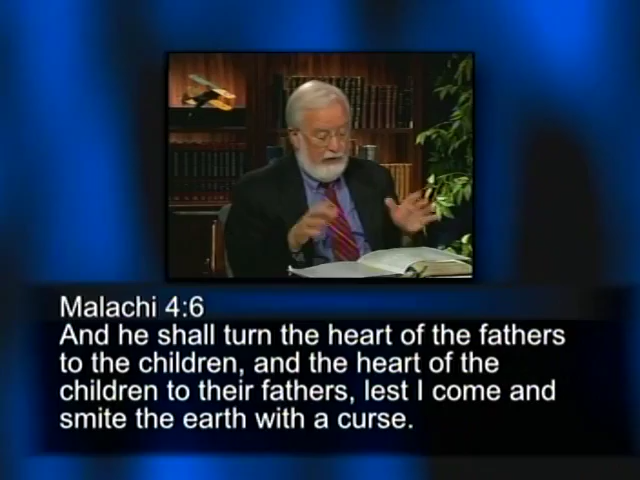 Malachi 4:6
And he shall turn the heart of the fathers
to the children, and the heart of the
children to their fathers, lest I come and
smite the earth with a curse.